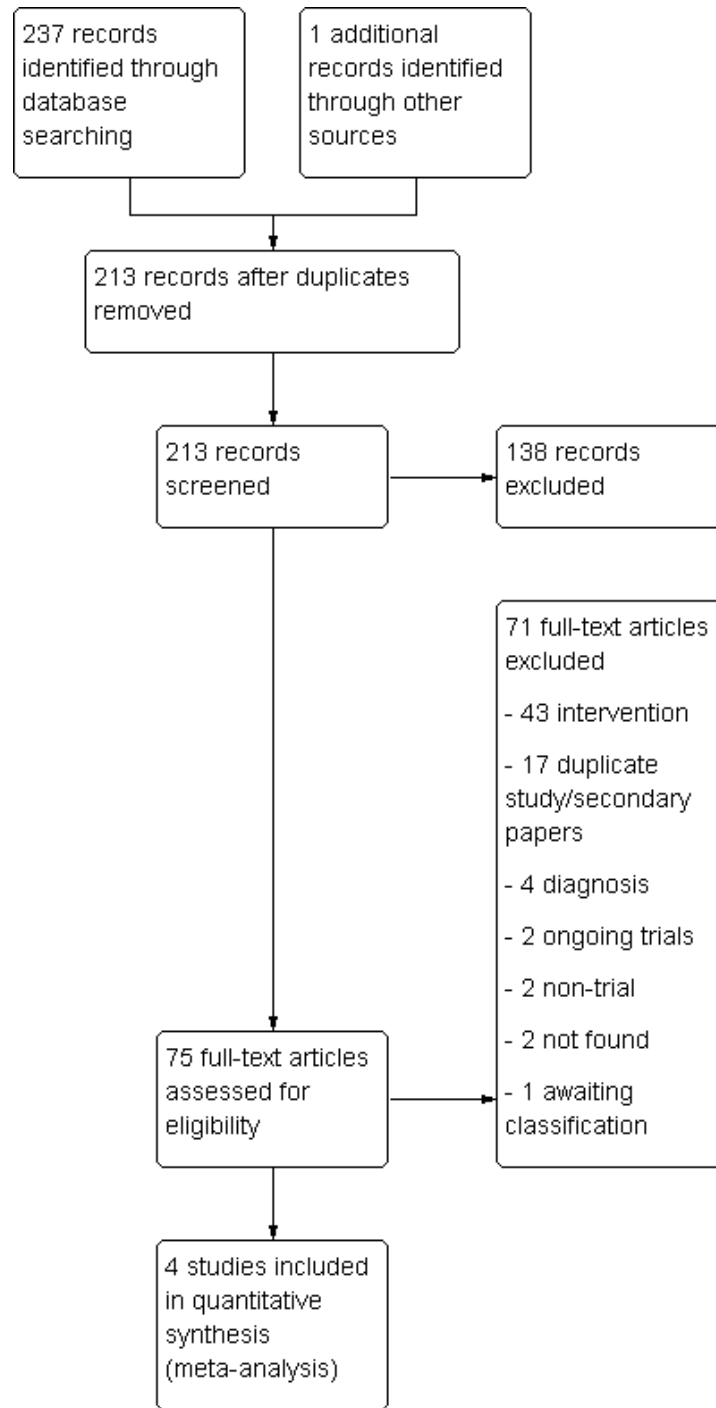 237 records
identified through
database
searching
1 additional
records identified
through other
sources
213 records after duplicates
removed
213 records
screened
138 records
excluded
71 full-text articles
excluded
- 43 intervention
- 17 duplicate
study/secondary
papers
- 4 diagnosis
- 2 ongoing trials
- 2 non-trial
- 2 not found
- 1 awaiting
classification
75 full-text articles
assessed for
eligibility
4 studies included
in quantitative
synthesis
(meta-analysis)